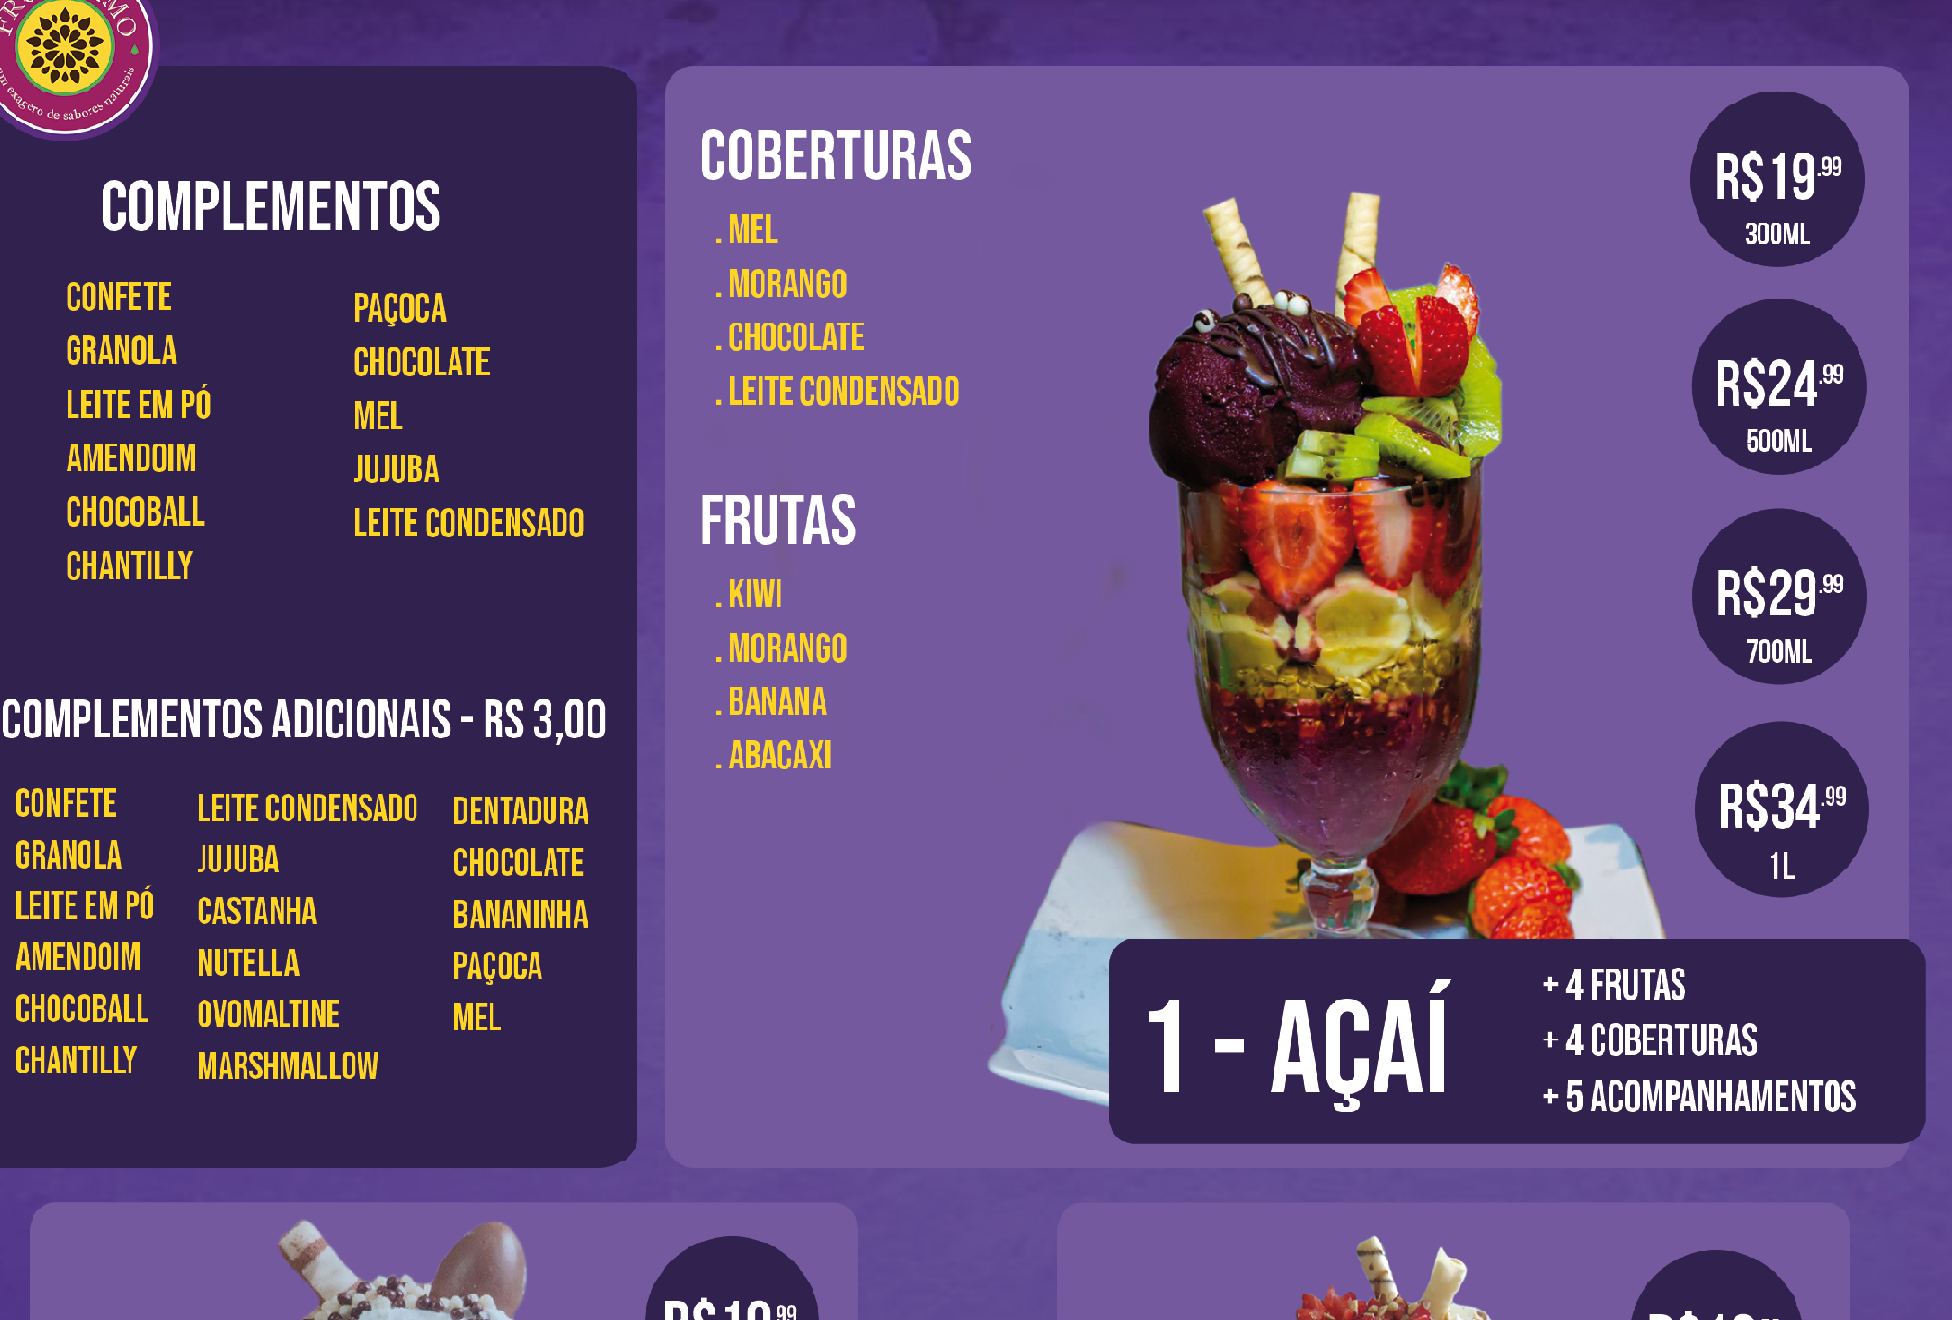 um exagero de sabores naturais
COMPLEMENTOS
CONFETE
GRANOLA
LEITE EM PÓ
AMENDOIM
CHOCOBALL
CHANTILLY
PAÇOCA
CHOCOLATE
MEL
JUJUBA
LEITE CONDENSADO
COMPLEMENTOS ADICIONAIS - RS 3,00
CONFETE
GRANOLA
LEITE EM PÓ
AMENDOIM
CHOCOBALL
CHANTILLY
LEITE CONDENSADO
JUJUBA
CASTANHA
NUTELLA
OVOMALTINE
MARSHMALLOW
DENTADURA
CHOCOLATE
BANANINHA
PAÇOCA
MEL
COBERTURAS
. MEL
. MORANGO
. CHOCOLATE
. LEITE CONDENSADO
FRUTAS
. KIWI
. MORANGO
. BANANA
. ABACAXI
R$19.99
300ML
R$24.99
500ML
R$29.99
700ML
R$34.99
1L
1 - AÇAÍ
+ 4 FRUTAS
+ 4 COBERTURAS
+ 5 ACOMPANHAMENTOS